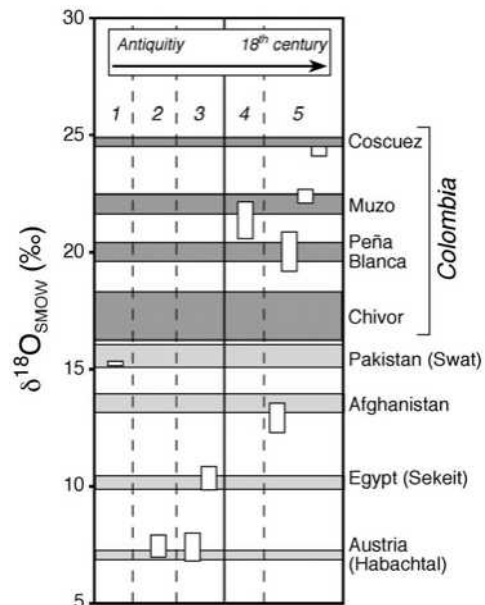 30
Antiquitiy 18th century
1 2 3 4 5
25
Coscuez
Muzo
Peña
Blanca
20
Colombia
Chivor
δ18OSMOW (‰)
Pakistan (Swat)
15
Afghanistan
Egypt (Sekeit)
10
Austria
(Habachtal)
5